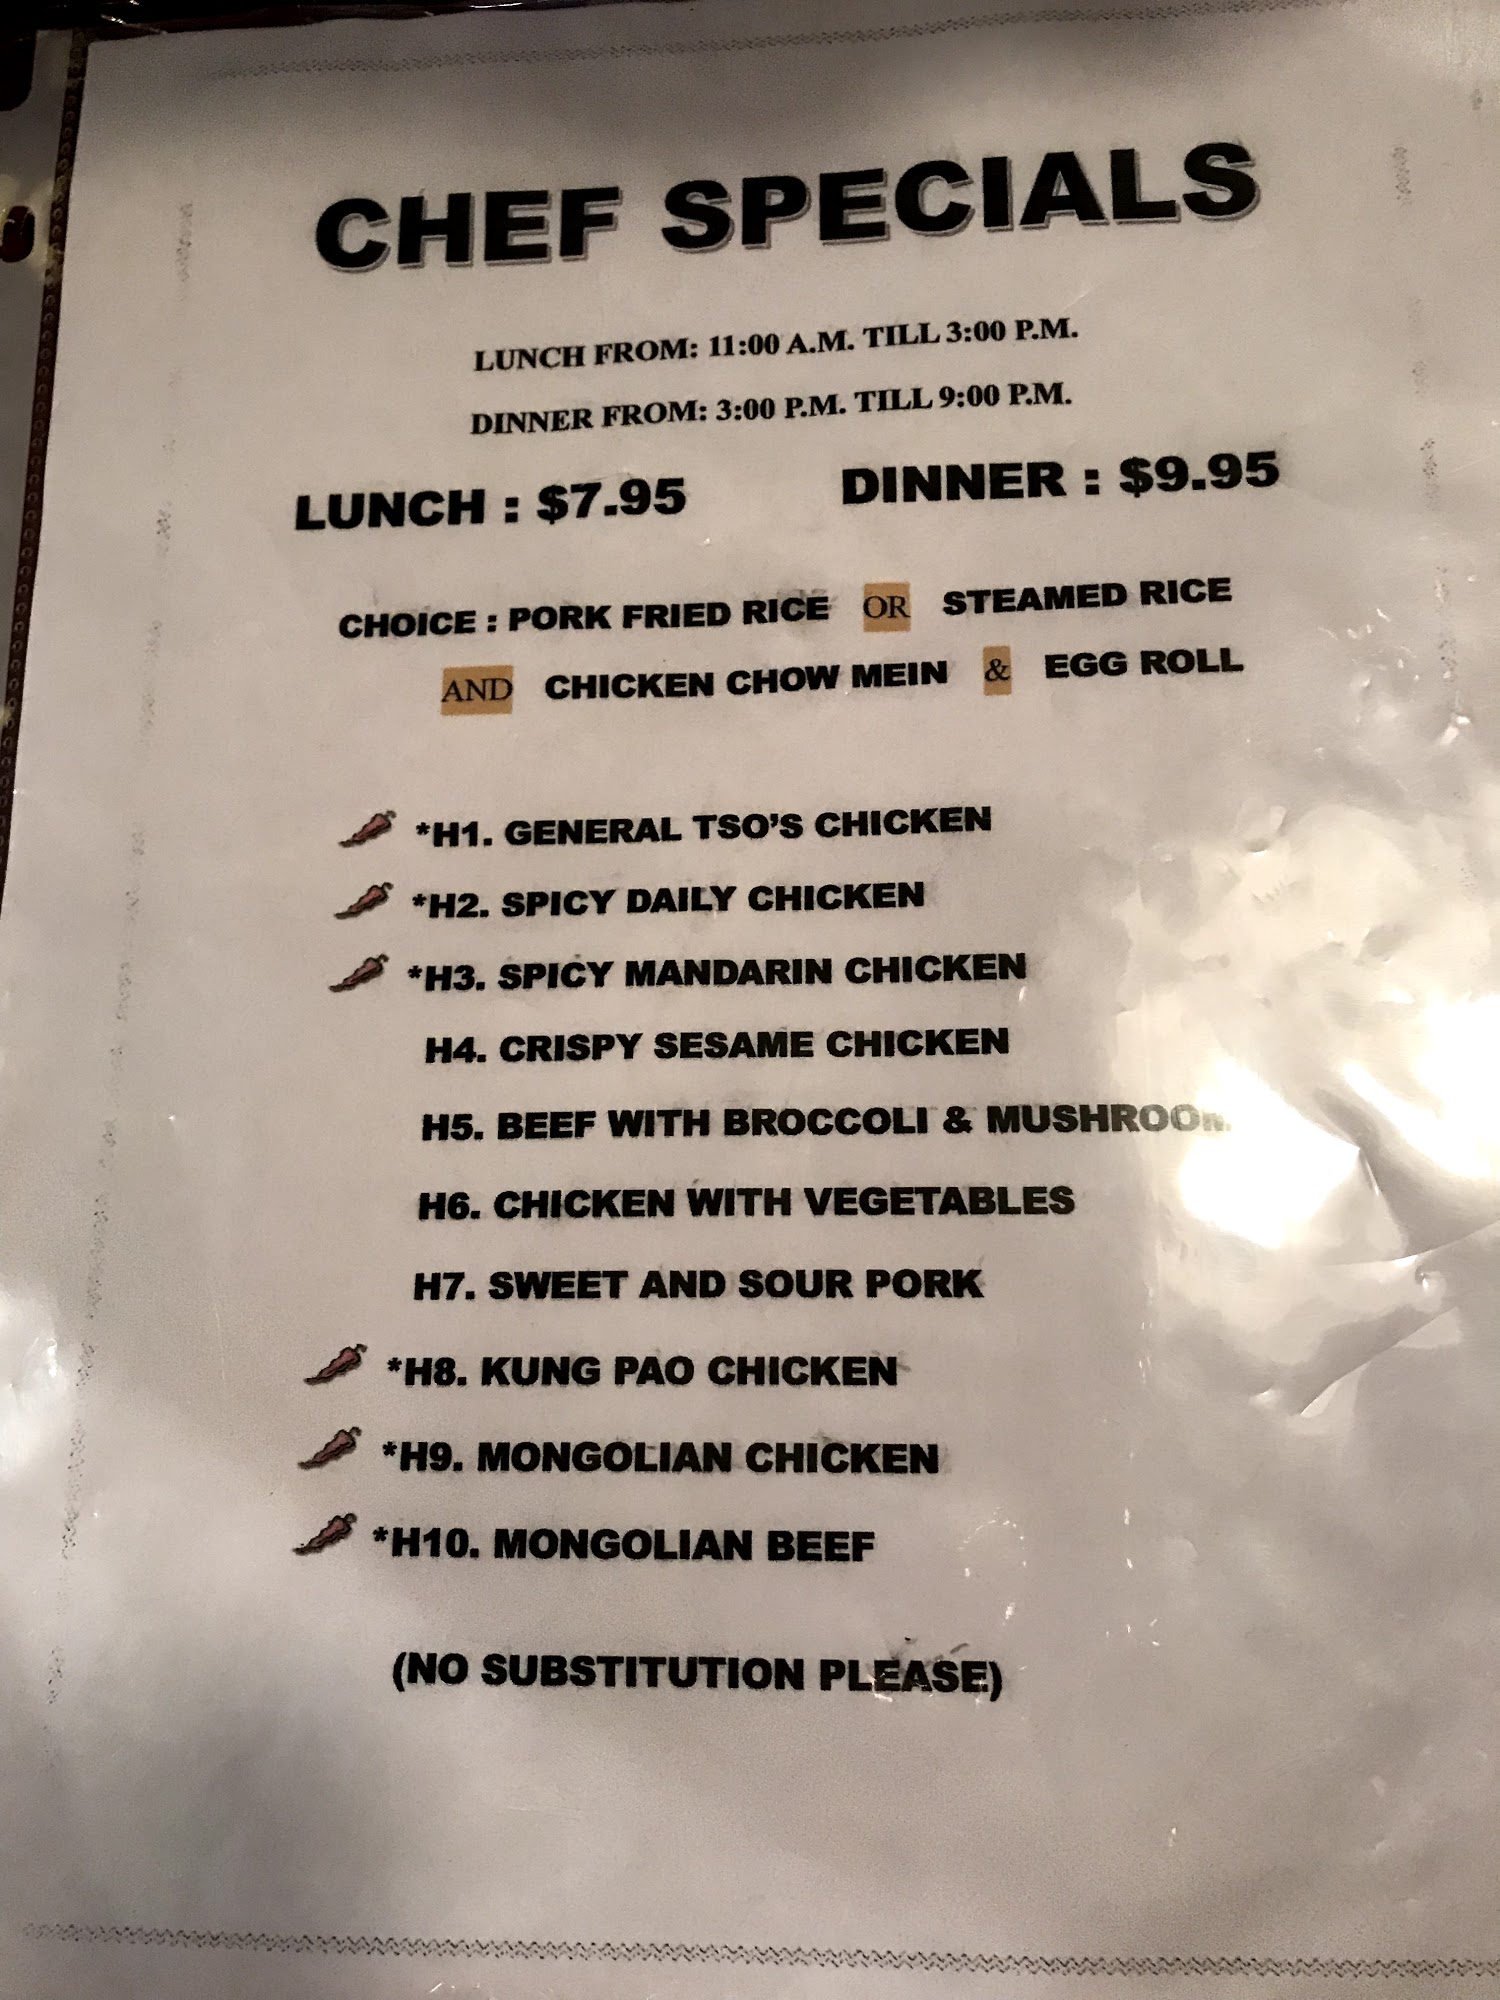 CHEF SPECIALS
LUNCH FROM: 11:00 A.M. TILL 3:00 P.M.
DINNER FROM: 3:00 P.M. TILL 9:00 P.M.
LUNCH : $7.95 DINNER : $9.95
CHOICE : PORK FRIED RICE OR STEAMED RICE
AND CHICKEN CHOW MEIN & EGG ROLL
*H1. GENERAL TSO'S CHICKEN
*H2. SPICY DAILY CHICKEN
*H3. SPICY MANDARIN CHICKEN
H4. CRISPY SESAME CHICKEN
H5. BEEF WITH BROCCOLI & MUSHROOM
H6. CHICKEN WITH VEGETABLES
H7. SWEET AND SOUR PORK
*H8. KUNG PAO CHICKEN
*H9. MONGOLIAN CHICKEN
*H10. MONGOLIAN BEEF
(NO SUBSTITUTION PLEASE)